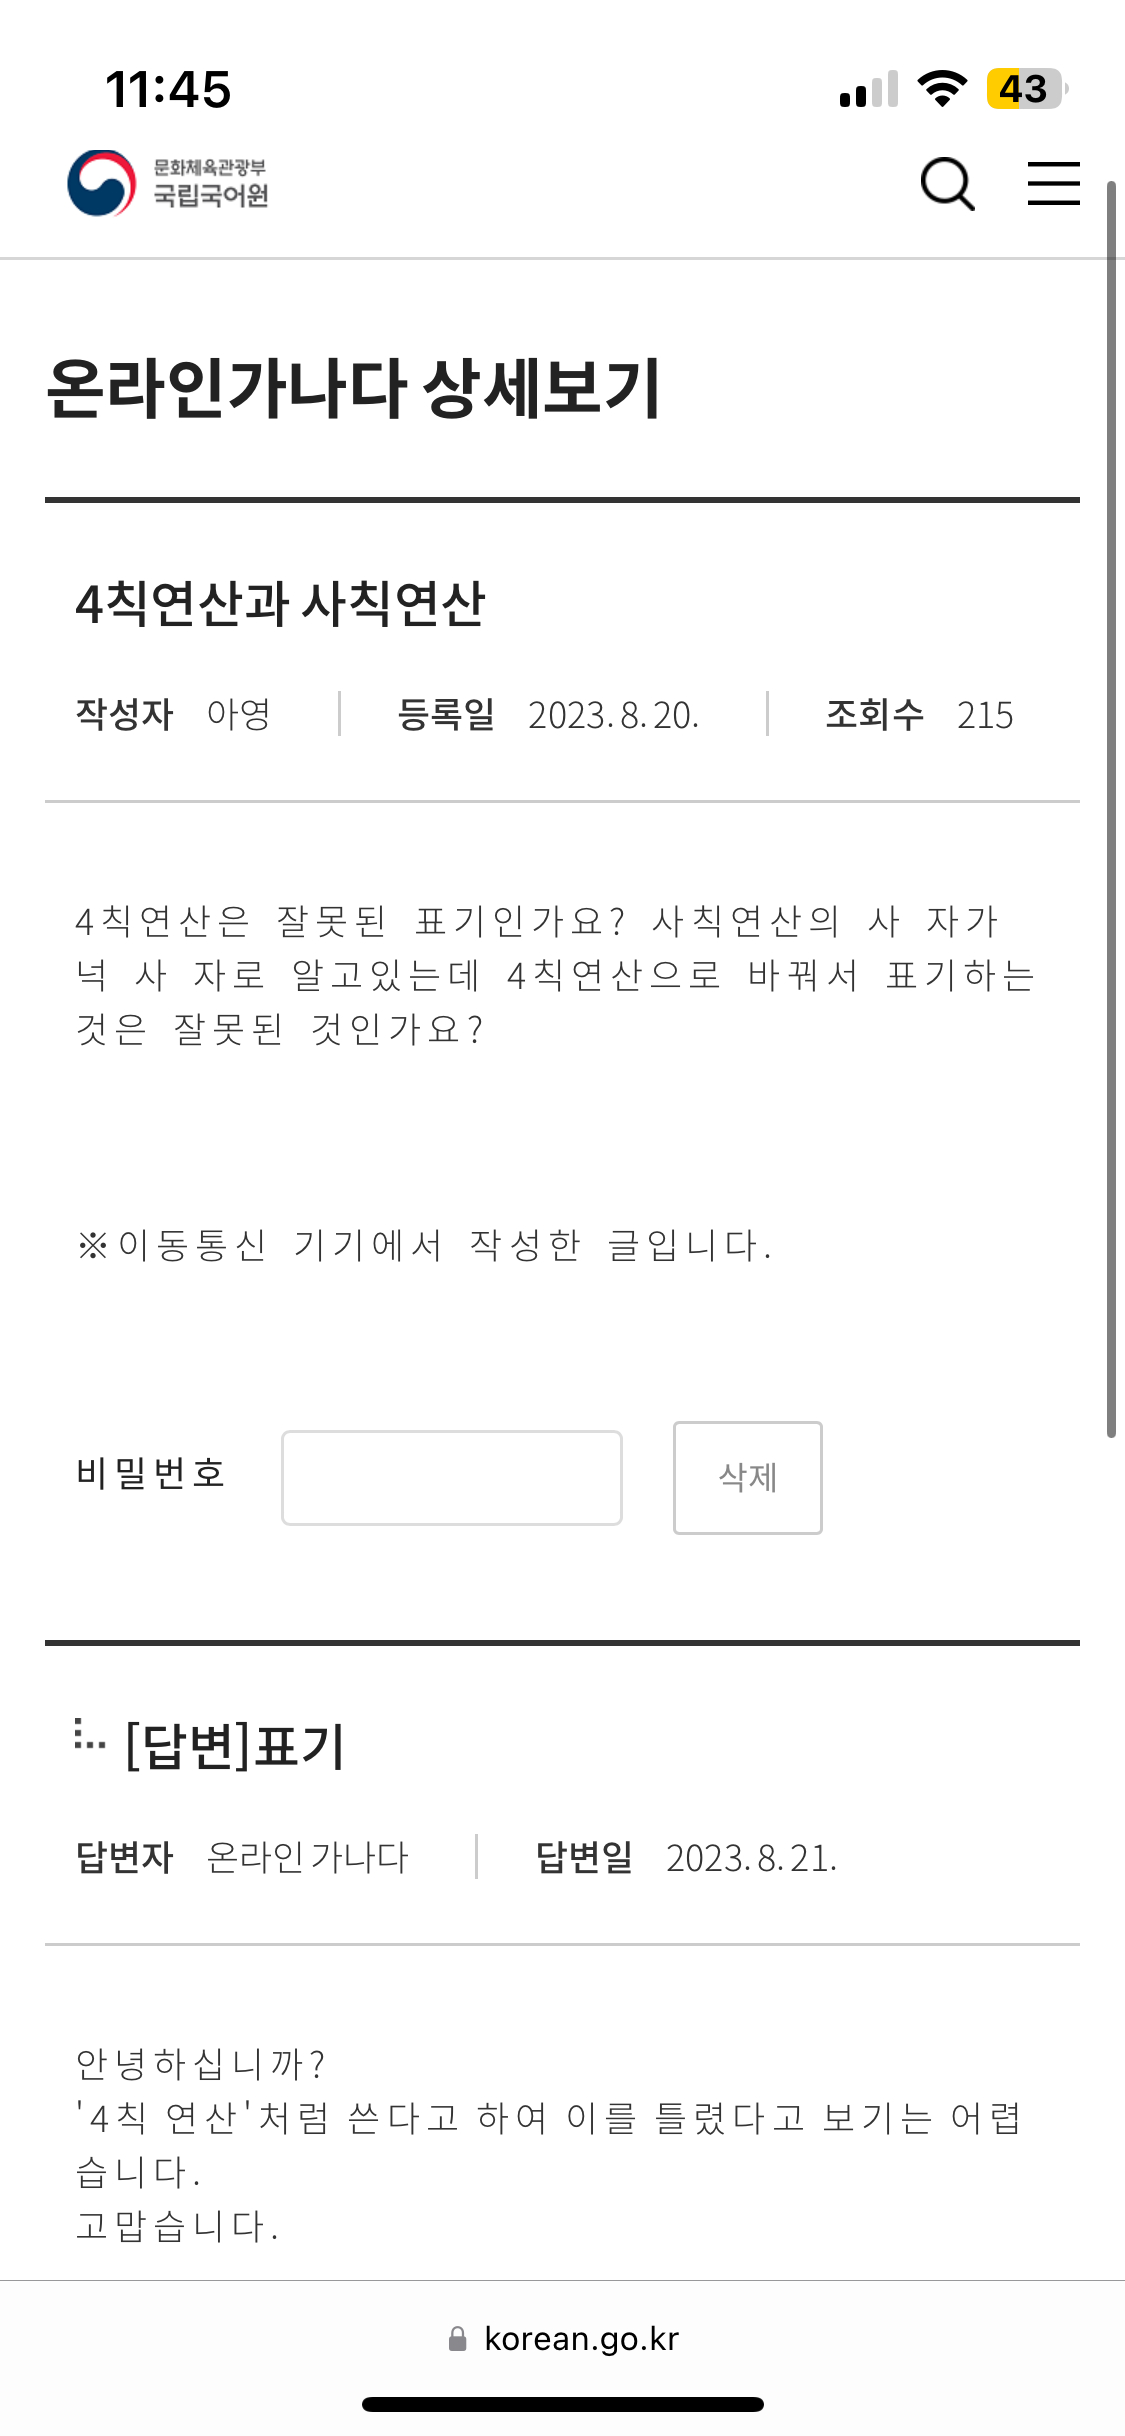 11:45
43
문화체육관광부
국립국어원
온라인가나다 상세보기
4칙연산과 사칙연산
작성자 아영 등록일 2023. 8. 20. 조회수 215
4칙연산은 잘못된 표기인가요? 사칙연산의 사 자가
넉 사 자로 알고있는데 4칙연산으로 바꿔서 표기하는
것은 잘못된 것인가요?
※이동통신 기기에서 작성한 글입니다.
비밀번호 삭제
[답변]표기
답변자 온라인 가나다 답변일 2023. 8. 21.
안녕하십니까?
'4칙 연산'처럼 쓴다고 하여 이를 틀렸다고 보기는 어렵
습니다.
고맙습니다.
korean.go.kr